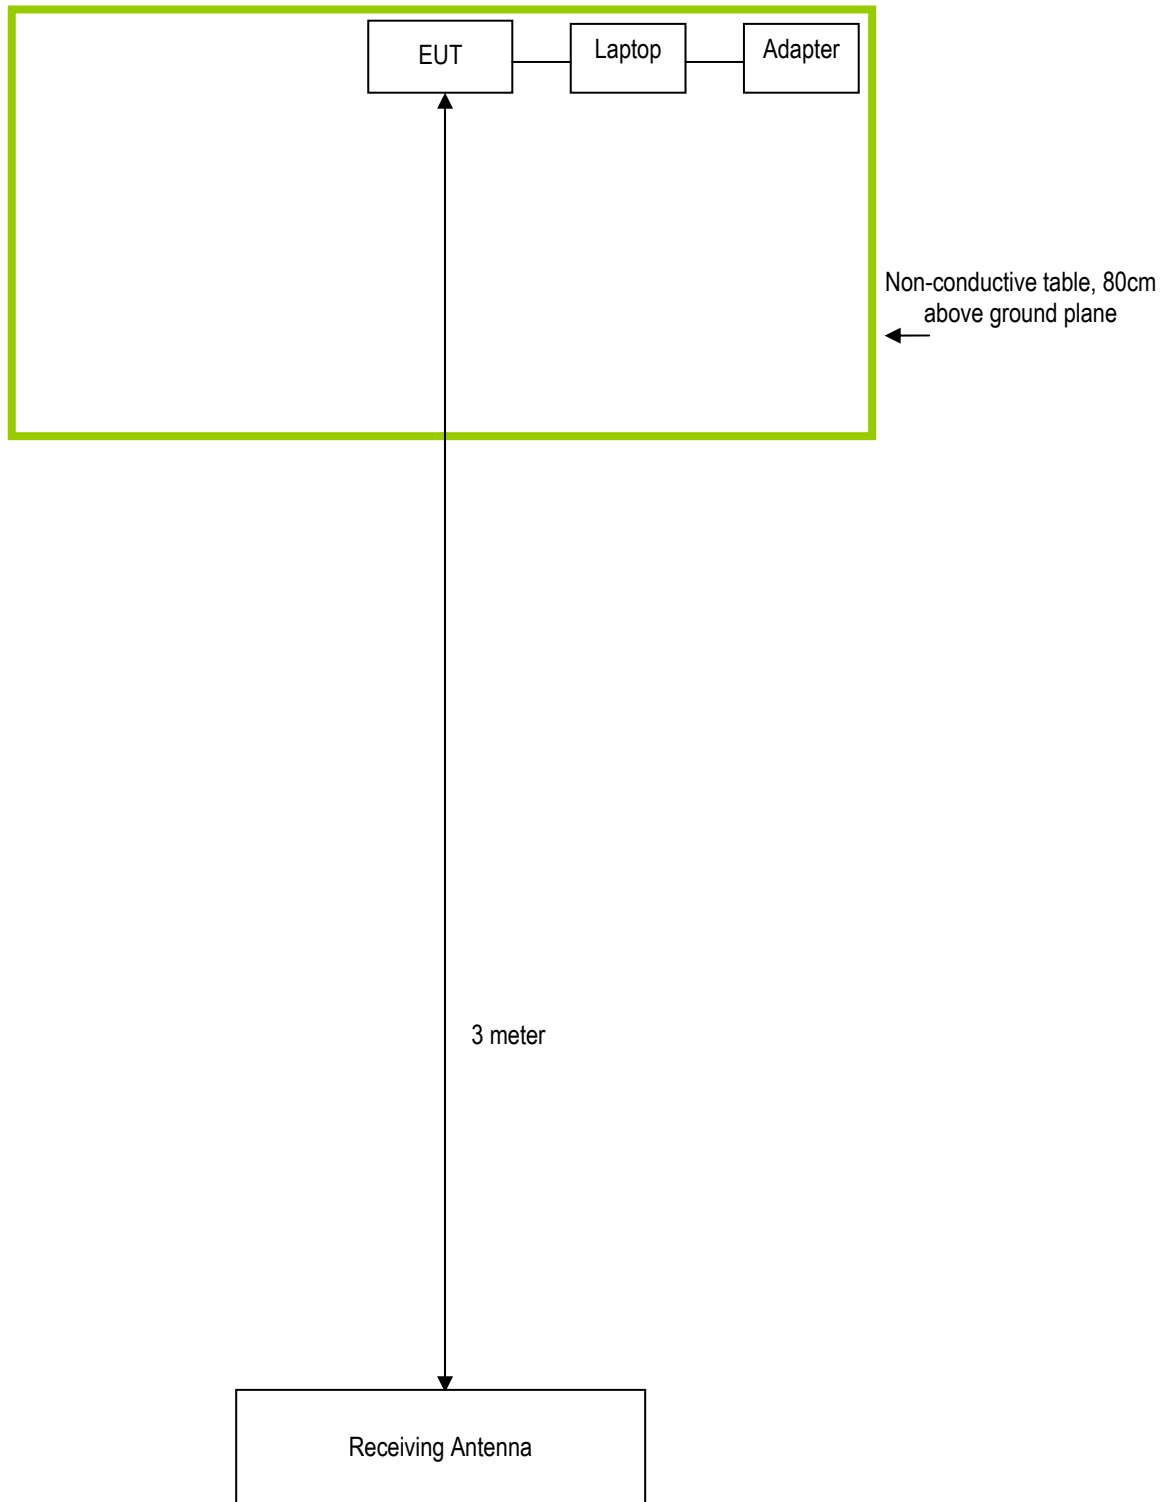 EUT
Laptop
Adapter
Non-conductive table, 80cm
above ground plane
3 meter
Receiving Antenna